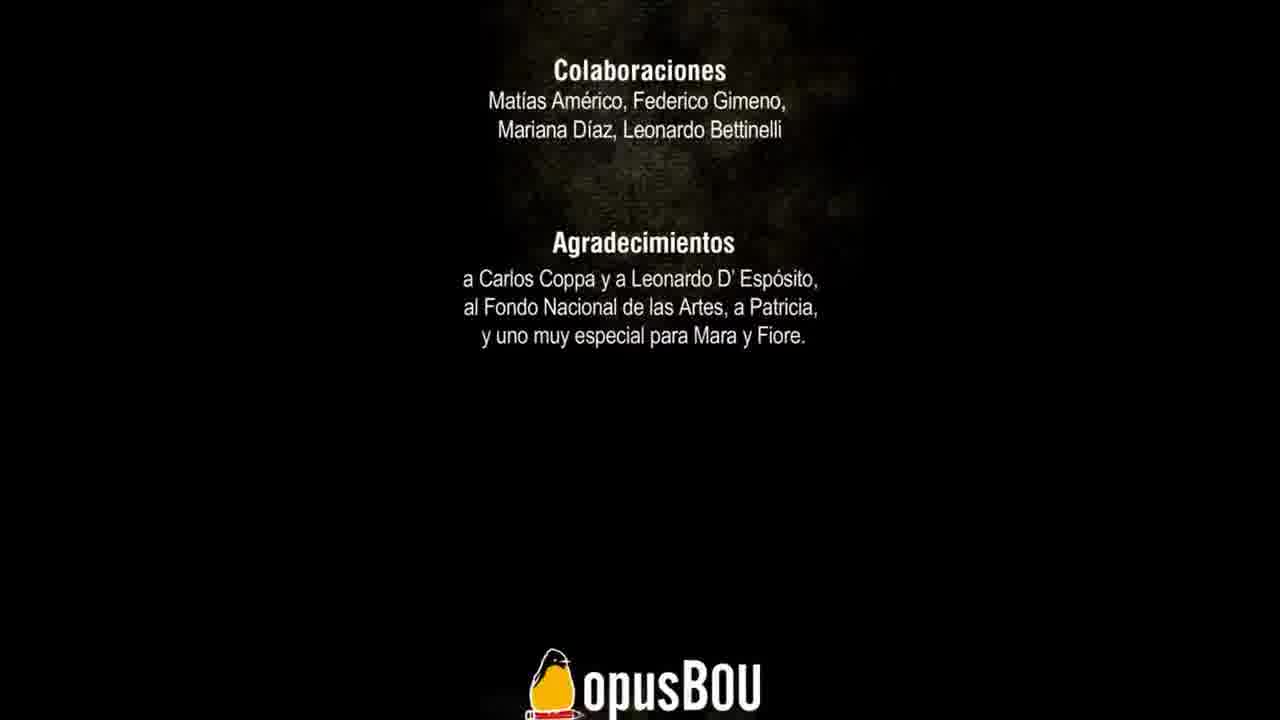 Colaboraciones
Matías Américo, Federico Gimeno,
Mariana Díaz, Leonardo Bettinelli
Agradecimientos
a Carlos Coppa y a Leonardo D' Espósito,
al Fondo Nacional de las Artes, a Patricia,
y uno muy especial para Mara y Fiore.
opusBOU